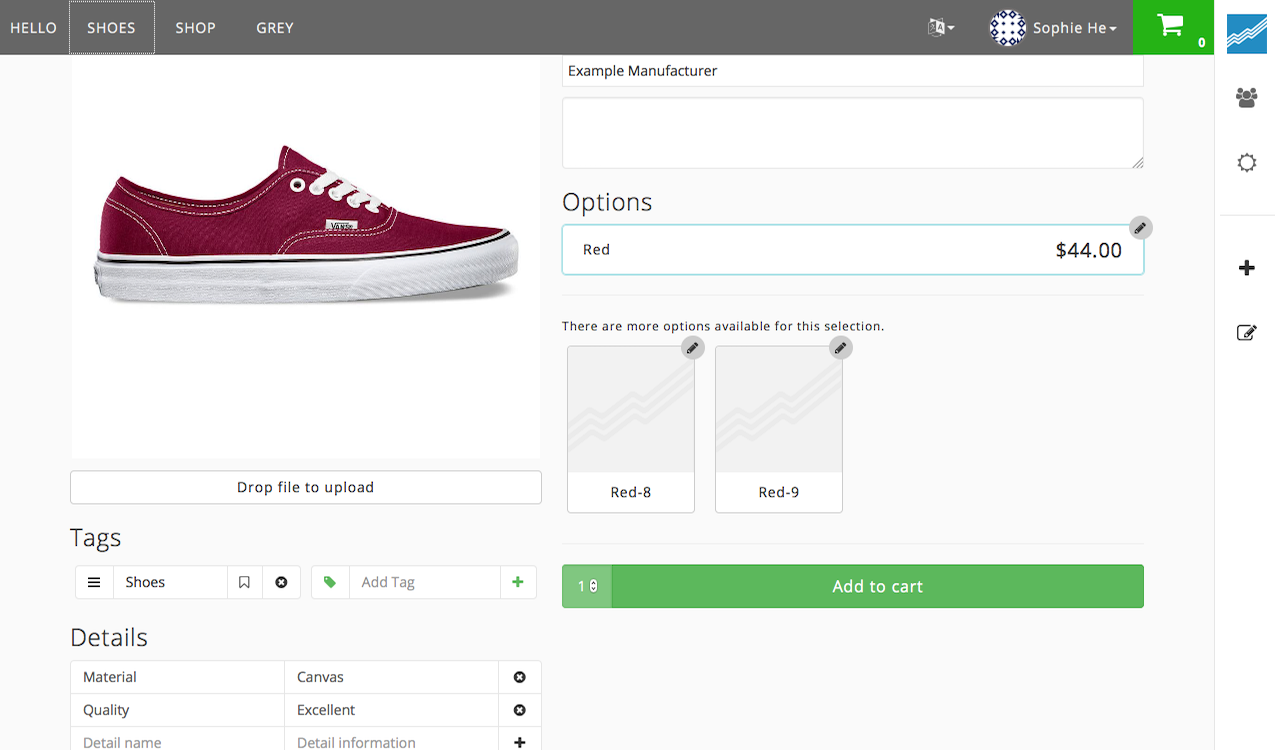 HELLO
SHOES
SHOP
GREY
Sophie He
0
Example Manufacturer
VANS
Options
Red
$44.00
There are more options available for this selection.
Red-8
Red-9
Drop file to upload
Tags
Shoes
Add Tag
1
Add to cart
Details
Material
Canvas
Quality
Excellent
Detail name
Detail information